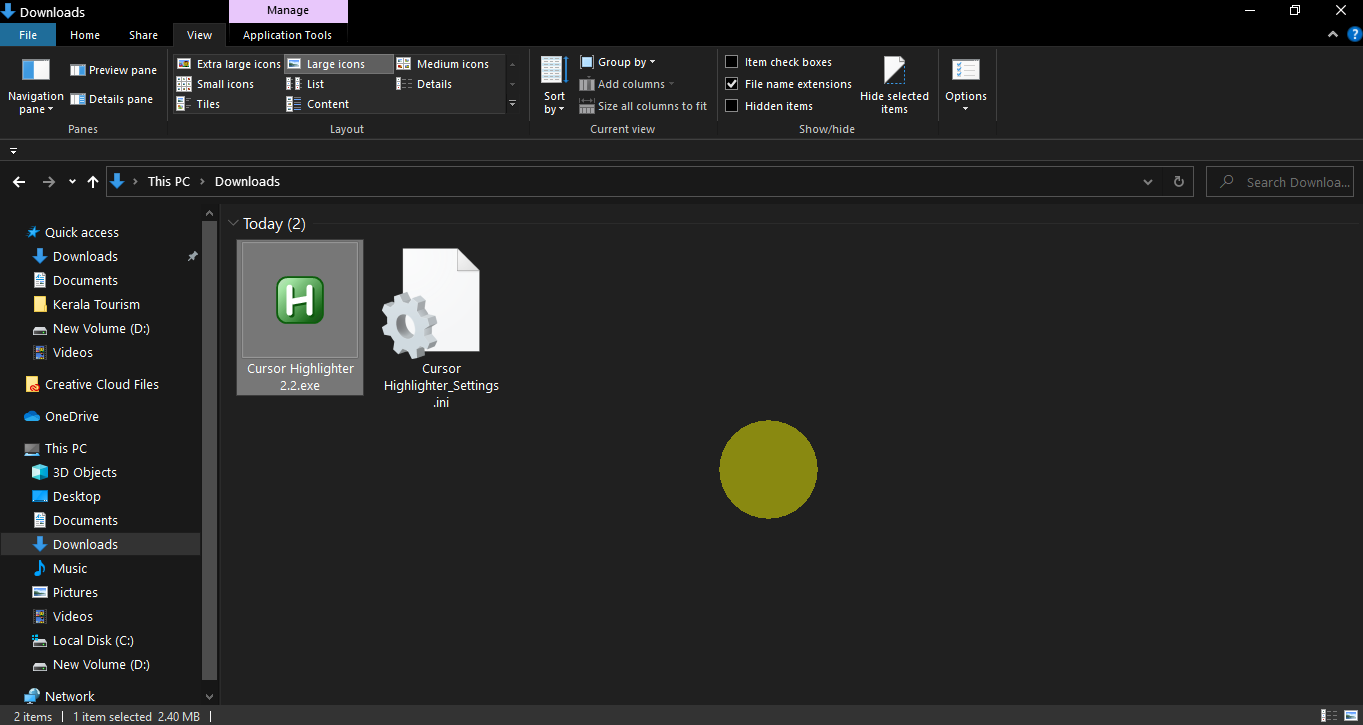 Downloads
Manage
File
Home
Share
View
Application Tools
Navigation
pane
Preview pane
Details pane
Panes
Extra large icons
Large icons
Medium icons
Small icons
List
Details
Tiles
Content
Layout
Sort
by
Group by
Add columns
Size all columns to fit
Current view
Item check boxes
File name extensions
Hidden items
Hide selected
items
Show/hide
Options
This PC
Downloads
Search Downloa...
Quick access
Downloads
Documents
Kerala Tourism
New Volume (D:)
Videos
Creative Cloud Files
OneDrive
This PC
3D Objects
Desktop
Documents
Downloads
Music
Pictures
Videos
Local Disk (C:)
New Volume (D:)
Network
Today (2)
H
Cursor Highlighter
2.2.exe
Cursor
Highlighter_Settings
.ini
2 items
1 item selected 2.40 MB